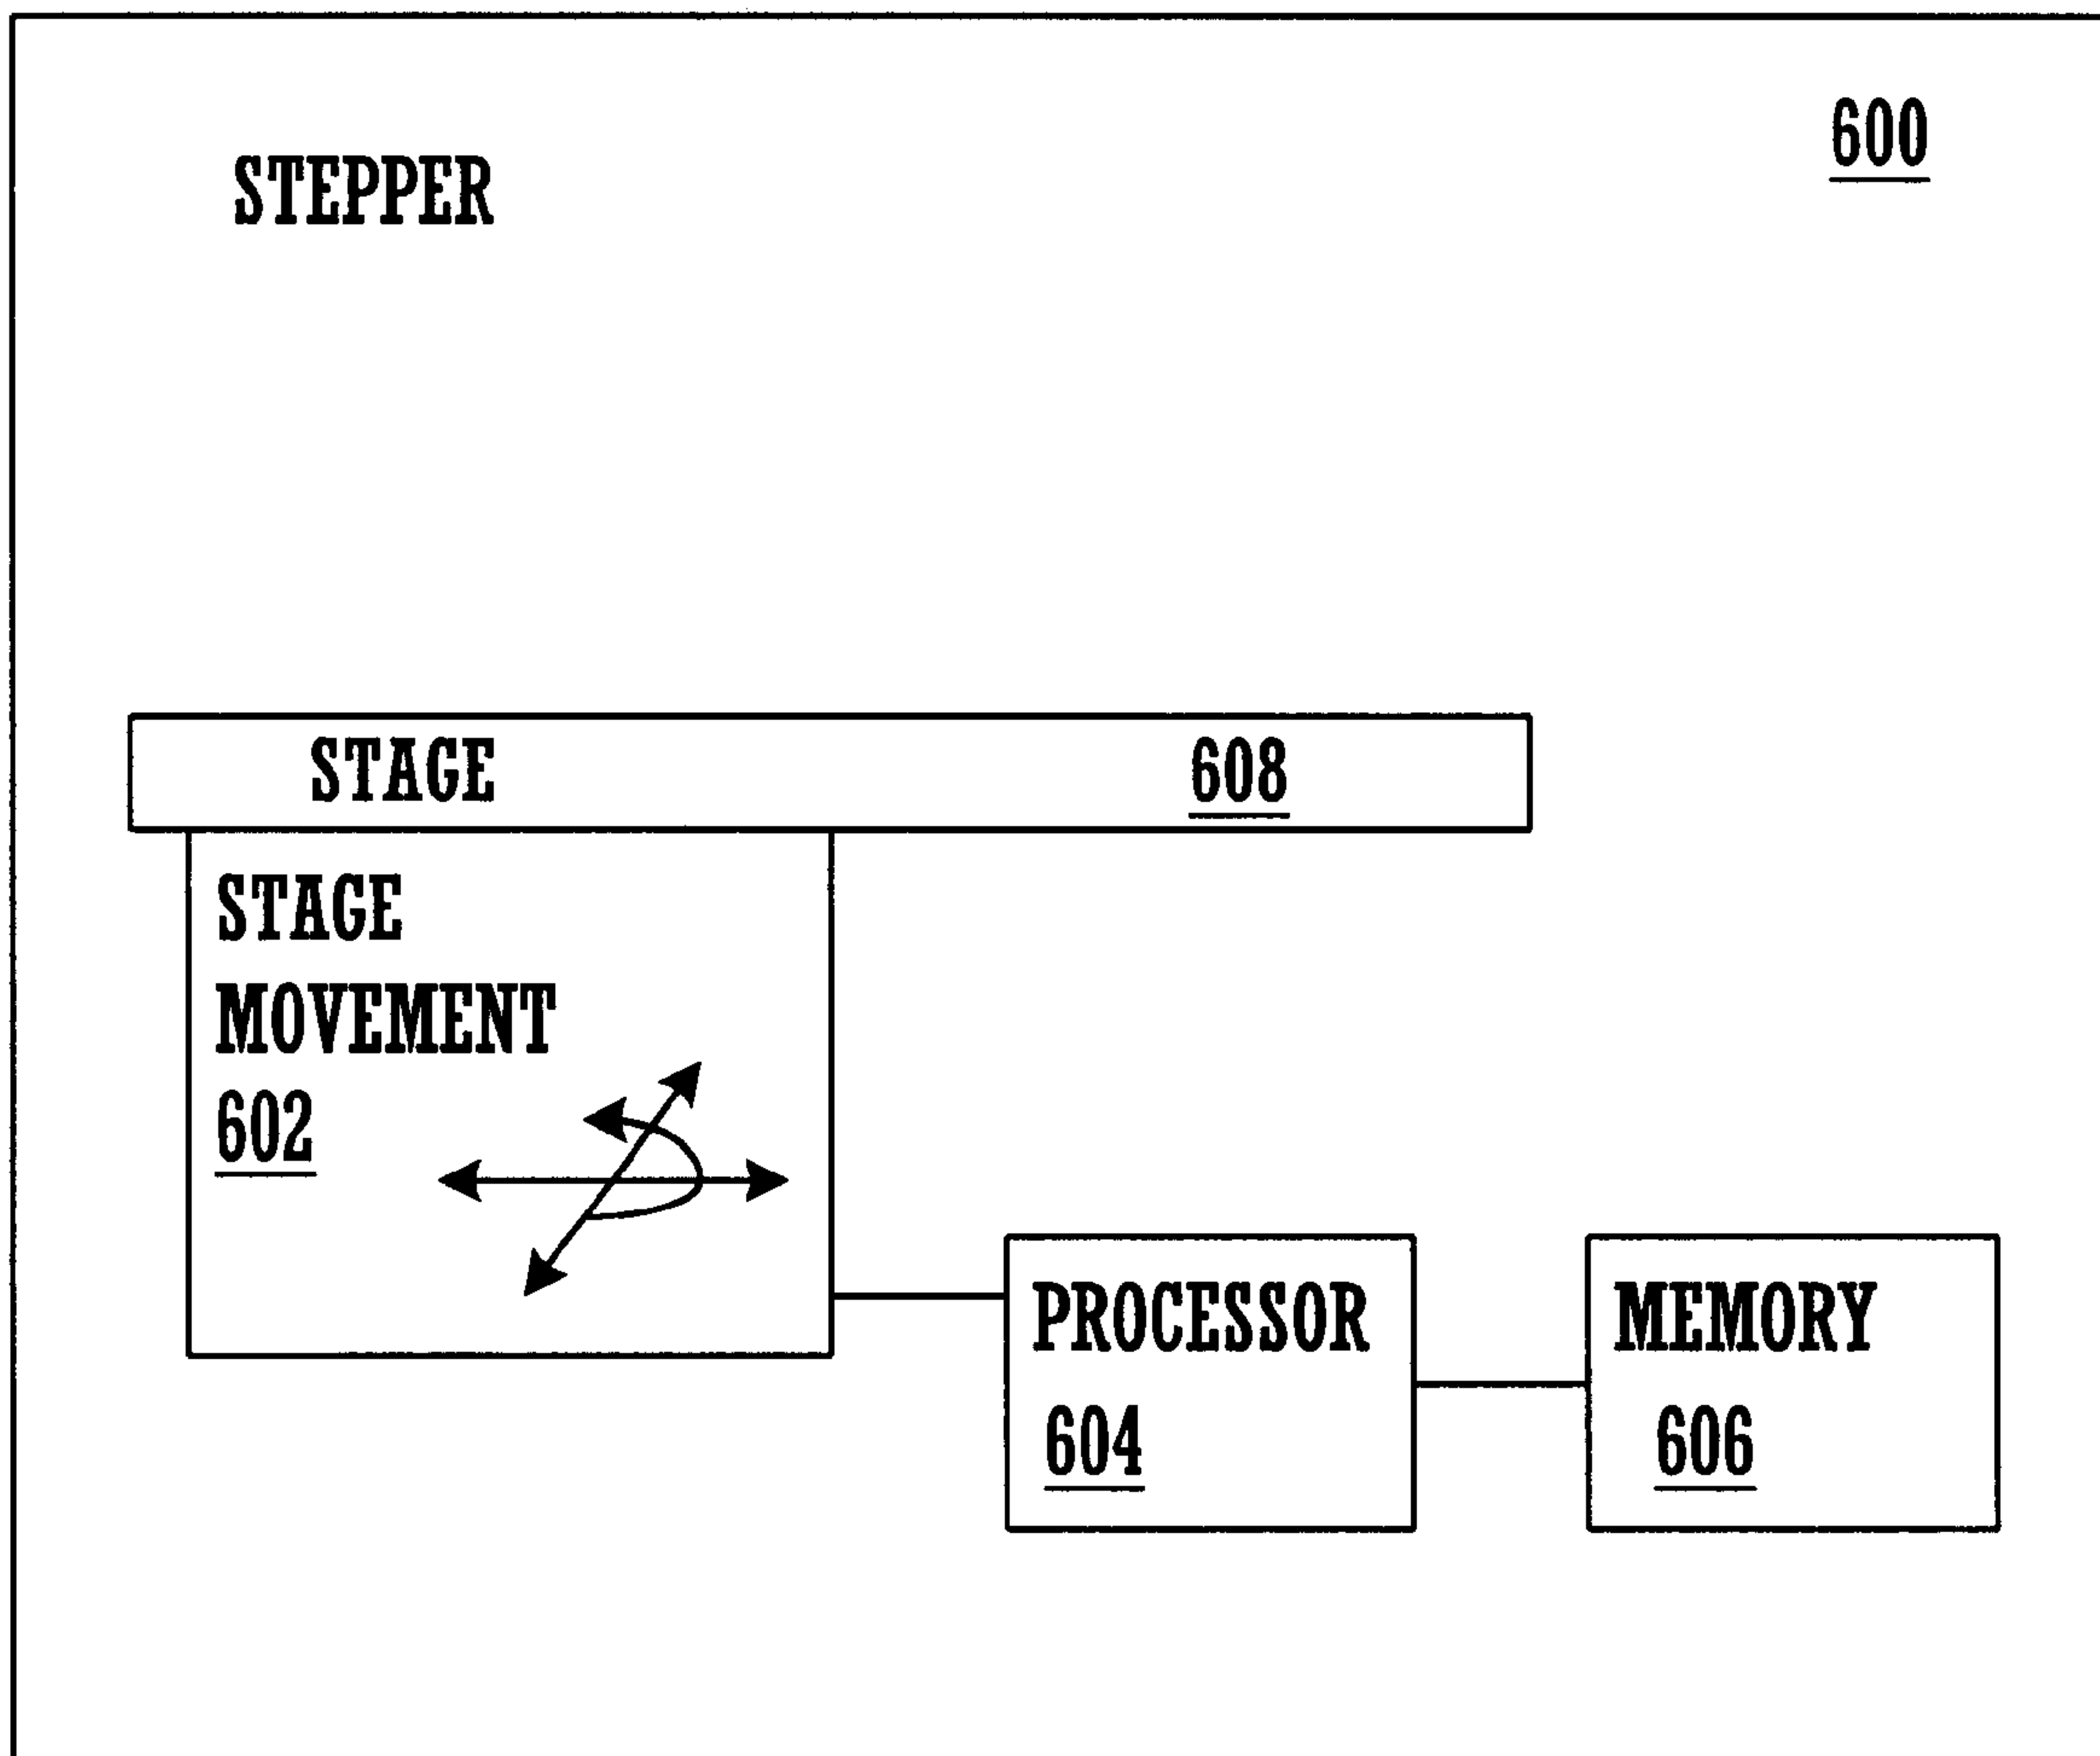 600
STEPPER
STAGE 608
STAGE
MOVEMENT
602
PROCESSOR
604
MEMORY
606